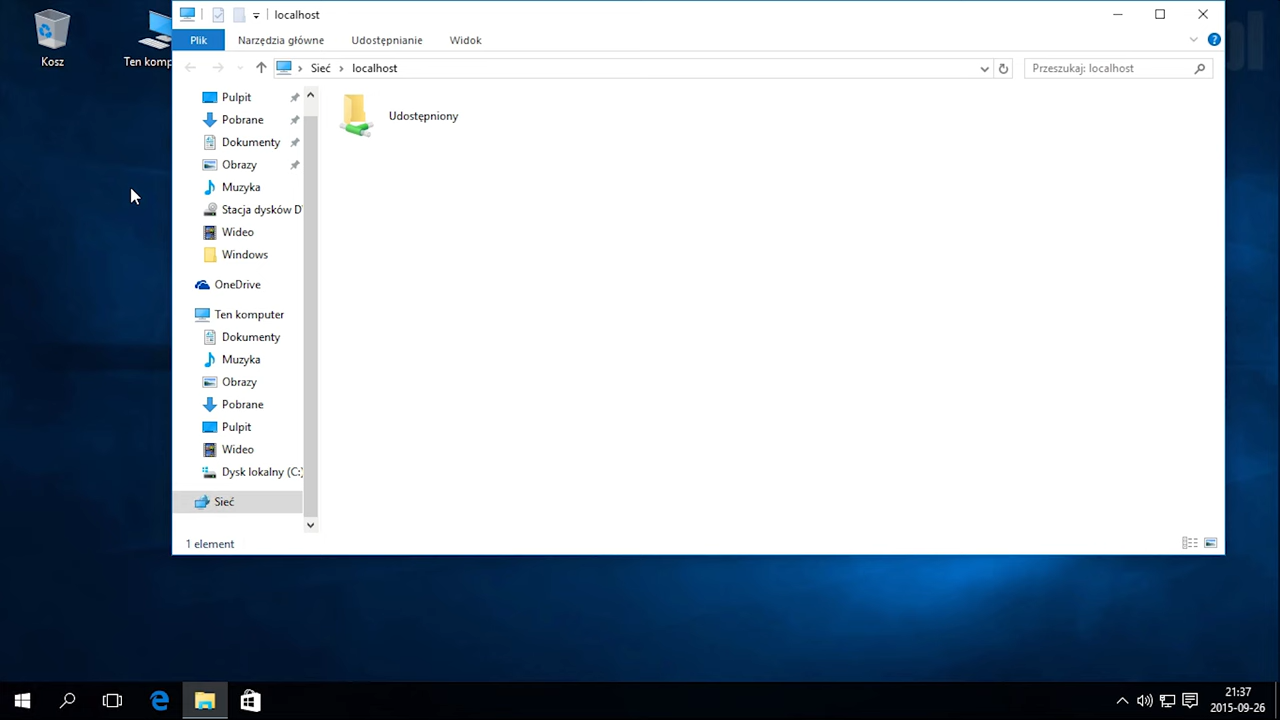 Kosz
Ten komp
localhost
Plik
Narzędzia główne
Udostępnianie
Widok
Sieć
localhost
Przeszukaj: localhost
Pulpit
Pobrane
Dokumenty
Obrazy
Muzyka
Stacja dysków D
Wideo
Windows
OneDrive
Ten komputer
Dokumenty
Muzyka
Obrazy
Pobrane
Pulpit
Wideo
Dysk lokalny (C:)
Sieć
Udostępniony
1 element
21:37
2015-09-26